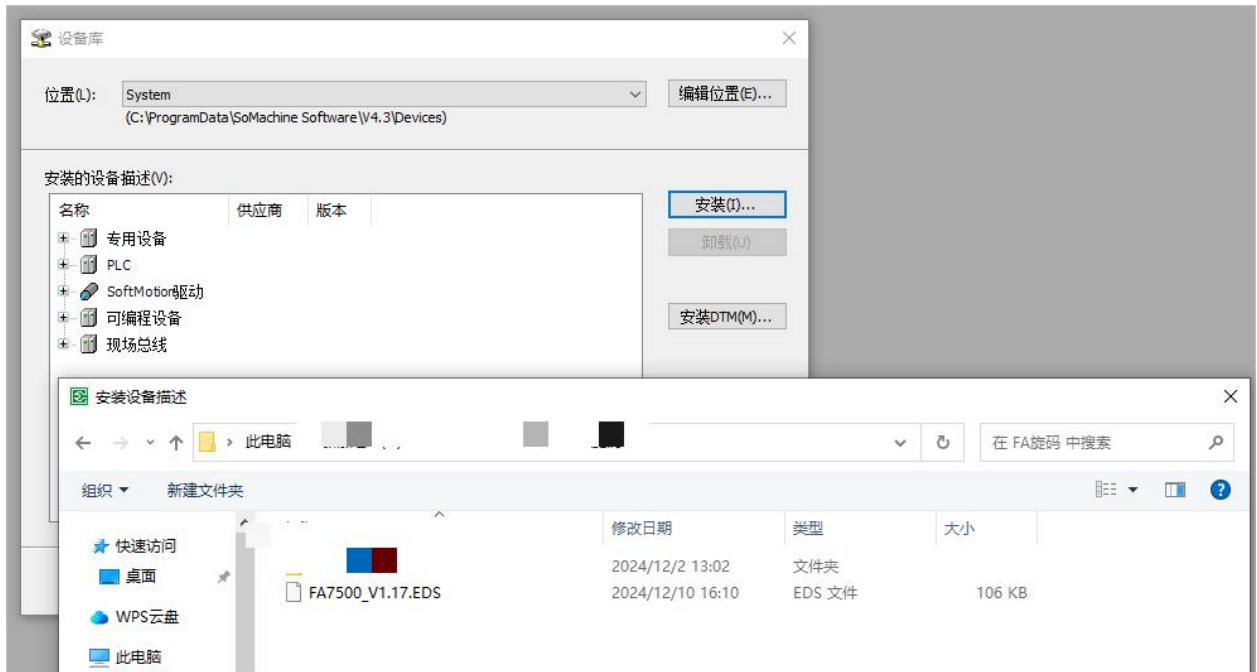 设备库
位置(L): System 编辑位置(E)...
(C:\ProgramData\SoMachine Software\V4.3\Devices)
安装的设备描述(V):
名称 供应商 版本 安装(I)...
专用设备 卸载(U)
PLC
SoftMotion驱动
可编程设备 安装DTM(M)...
现场总线
安装设备描述
此电脑 在 FA旋码 中搜索
组织 新建文件夹
修改日期 类型 大小
快速访问
2024/12/2 13:02 文件夹
桌面
FA7500_V1.17.EDS 2024/12/10 16:10 EDS 文件 106 KB
WPS云盘
此电脑